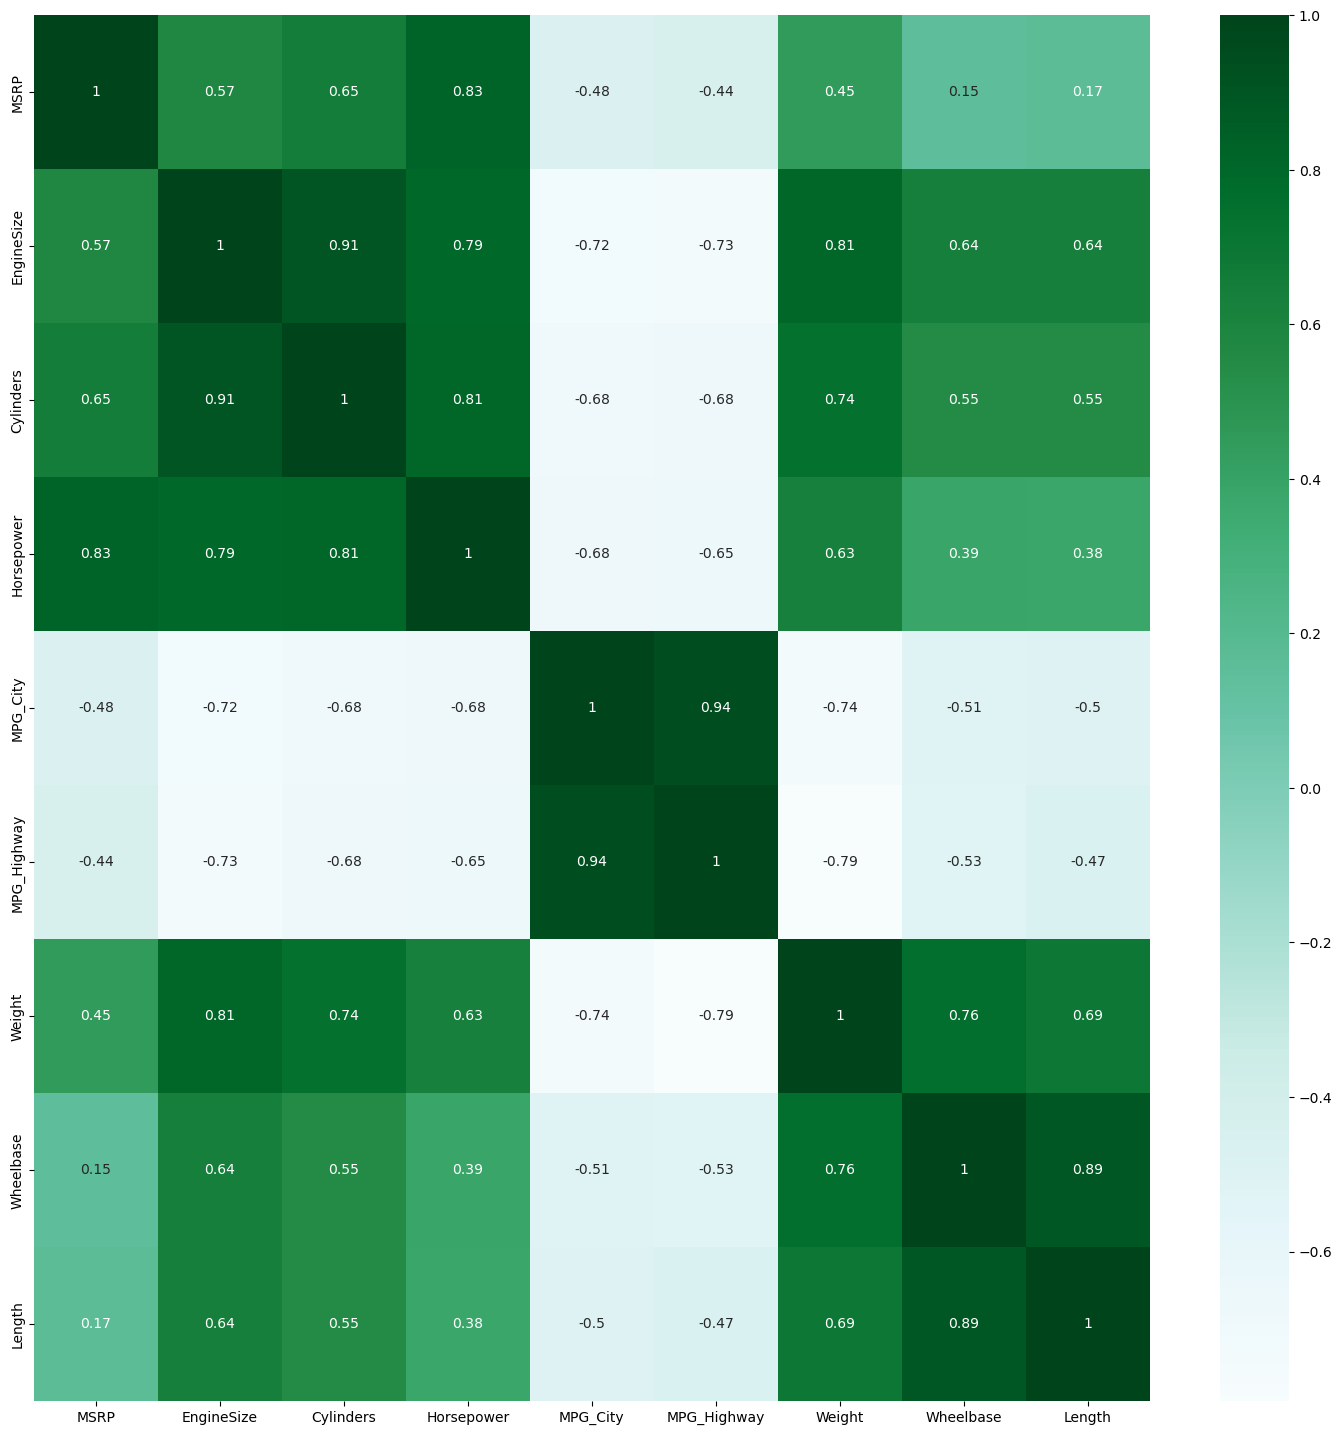 MSRP 1 0.57 0.65 0.83 -0.48 -0.44 0.45 0.15 0.17
EngineSize 0.57 1 0.91 0.79 -0.72 -0.73 0.81 0.64 0.64
Cylinders 0.65 0.91 1 0.81 -0.68 -0.68 0.74 0.55 0.55
Horsepower 0.83 0.79 0.81 1 -0.68 -0.65 0.63 0.39 0.38
MPG_City -0.48 -0.72 -0.68 -0.68 1 0.94 -0.74 -0.51 -0.5
MPG_Highway -0.44 -0.73 -0.68 -0.65 0.94 1 -0.79 -0.53 -0.47
Weight 0.45 0.81 0.74 0.63 -0.74 -0.79 1 0.76 0.69
Wheelbase 0.15 0.64 0.55 0.39 -0.51 -0.53 0.76 1 0.89
Length 0.17 0.64 0.55 0.38 -0.5 -0.47 0.69 0.89 1
MSRP EngineSize Cylinders Horsepower MPG_City MPG_Highway Weight Wheelbase Length
1.0
0.8
0.6
0.4
0.2
0.0
−0.2
−0.4
−0.6